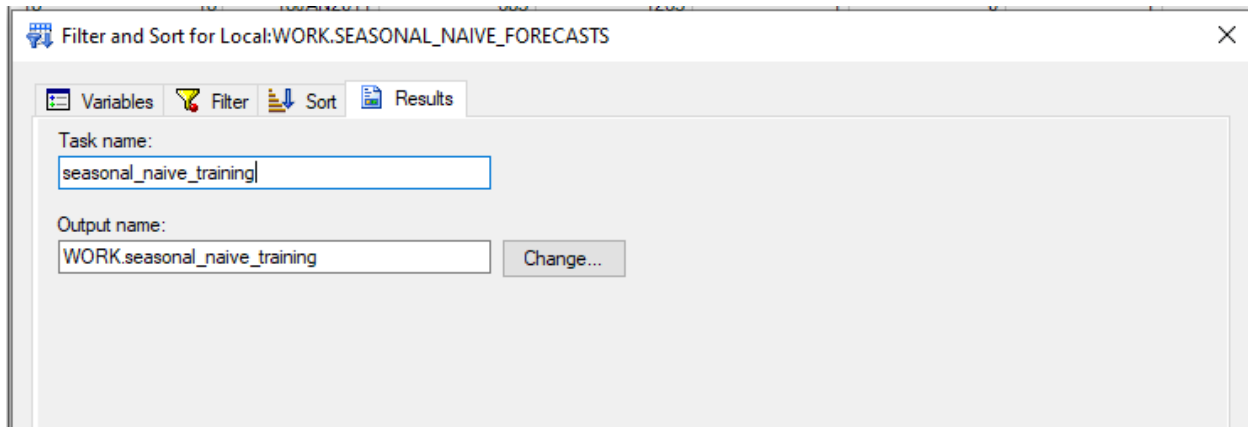 Filter and Sort for Local:WORK.SEASONAL_NAIVE_FORECASTS
Variables Filter Sort Results
Task name:
seasonal_naive_training
Output name:
WORK.seasonal_naive_training Change...